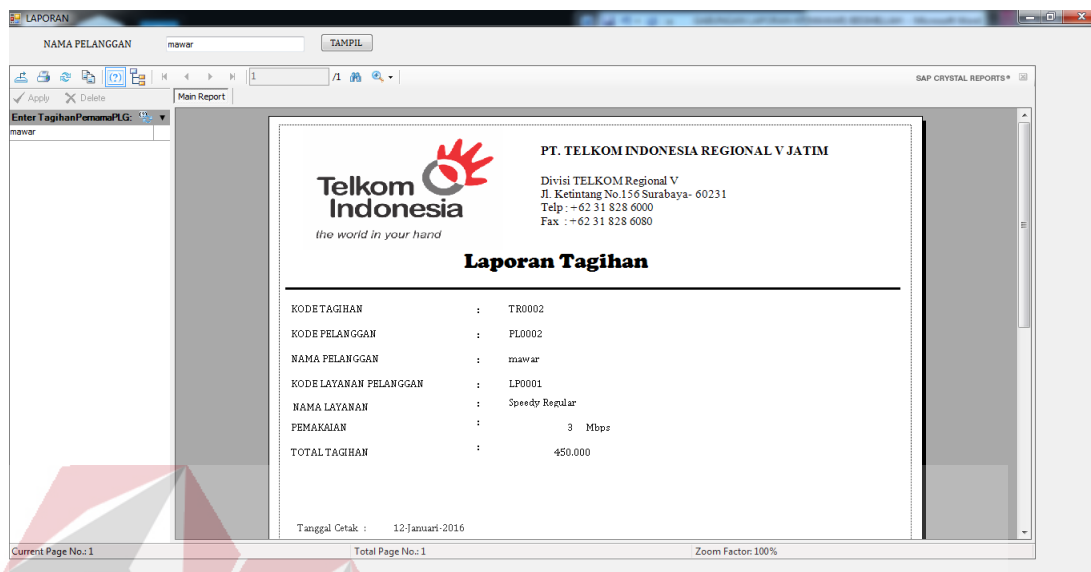 LAPORAN
NAMA PELANGGAN mawar TAMPIL
1 /1 SAP CRYSTAL REPORTS®
Apply Delete Main Report
Enter TagihanPernamaPLG:
mawar
Telkom
Indonesia
the world in your hand
PT. TELKOM INDONESIA REGIONAL V JATIM
Divisi TELKOM Regional V
Jl. Ketintang No.156 Surabaya- 60231
Telp : +62 31 828 6000
Fax : +62 31 828 6080
Laporan Tagihan
KODE TAGIHAN : TR0002
KODE PELANGGAN : PL0002
NAMA PELANGGAN : mawar
KODE LAYANAN PELANGGAN : LP0001
NAMA LAYANAN : Speedy Regular
PEMAKAIAN : 3 Mbps
TOTAL TAGIHAN : 450.000
Tanggal Cetak : 12-Januari-2016
Current Page No.: 1 Total Page No.: 1 Zoom Factor: 100%